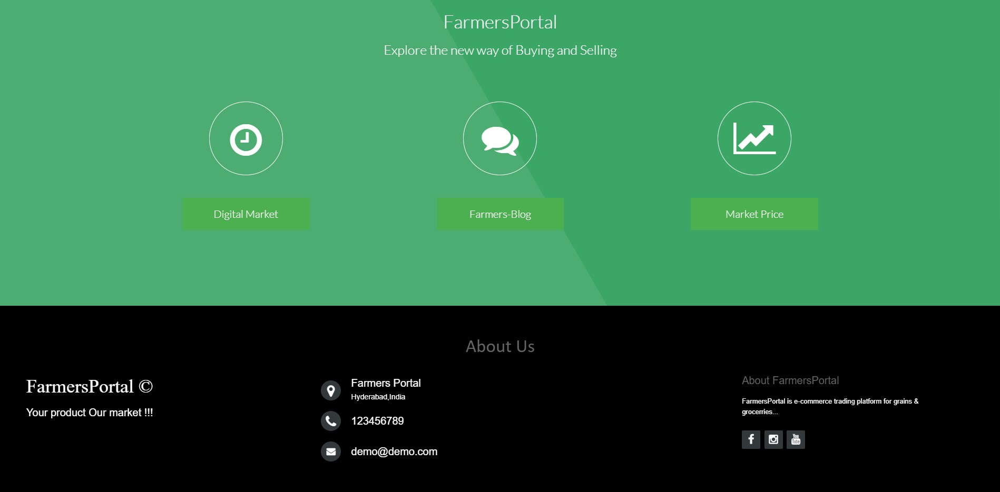 FarmersPortal
Explore the new way of Buying and Selling
Digital Market
Farmers-Blog
Market Price
About Us
FarmersPortal ©
Your product Our market !!!
Farmers Portal
Hyderabad,India
123456789
demo@demo.com
About FarmersPortal
FarmersPortal is e-commerce trading platform for grains &
grocerries...
You
Tube